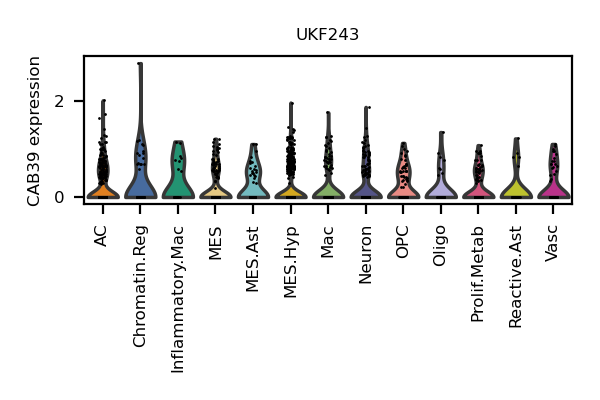 UKF243
CAB39 expression
2
0
AC
Chromatin.Reg
Inflammatory.Mac
MES
MES.Ast
MES.Hyp
Mac
Neuron
OPC
Oligo
Prolif.Metab
Reactive.Ast
Vasc